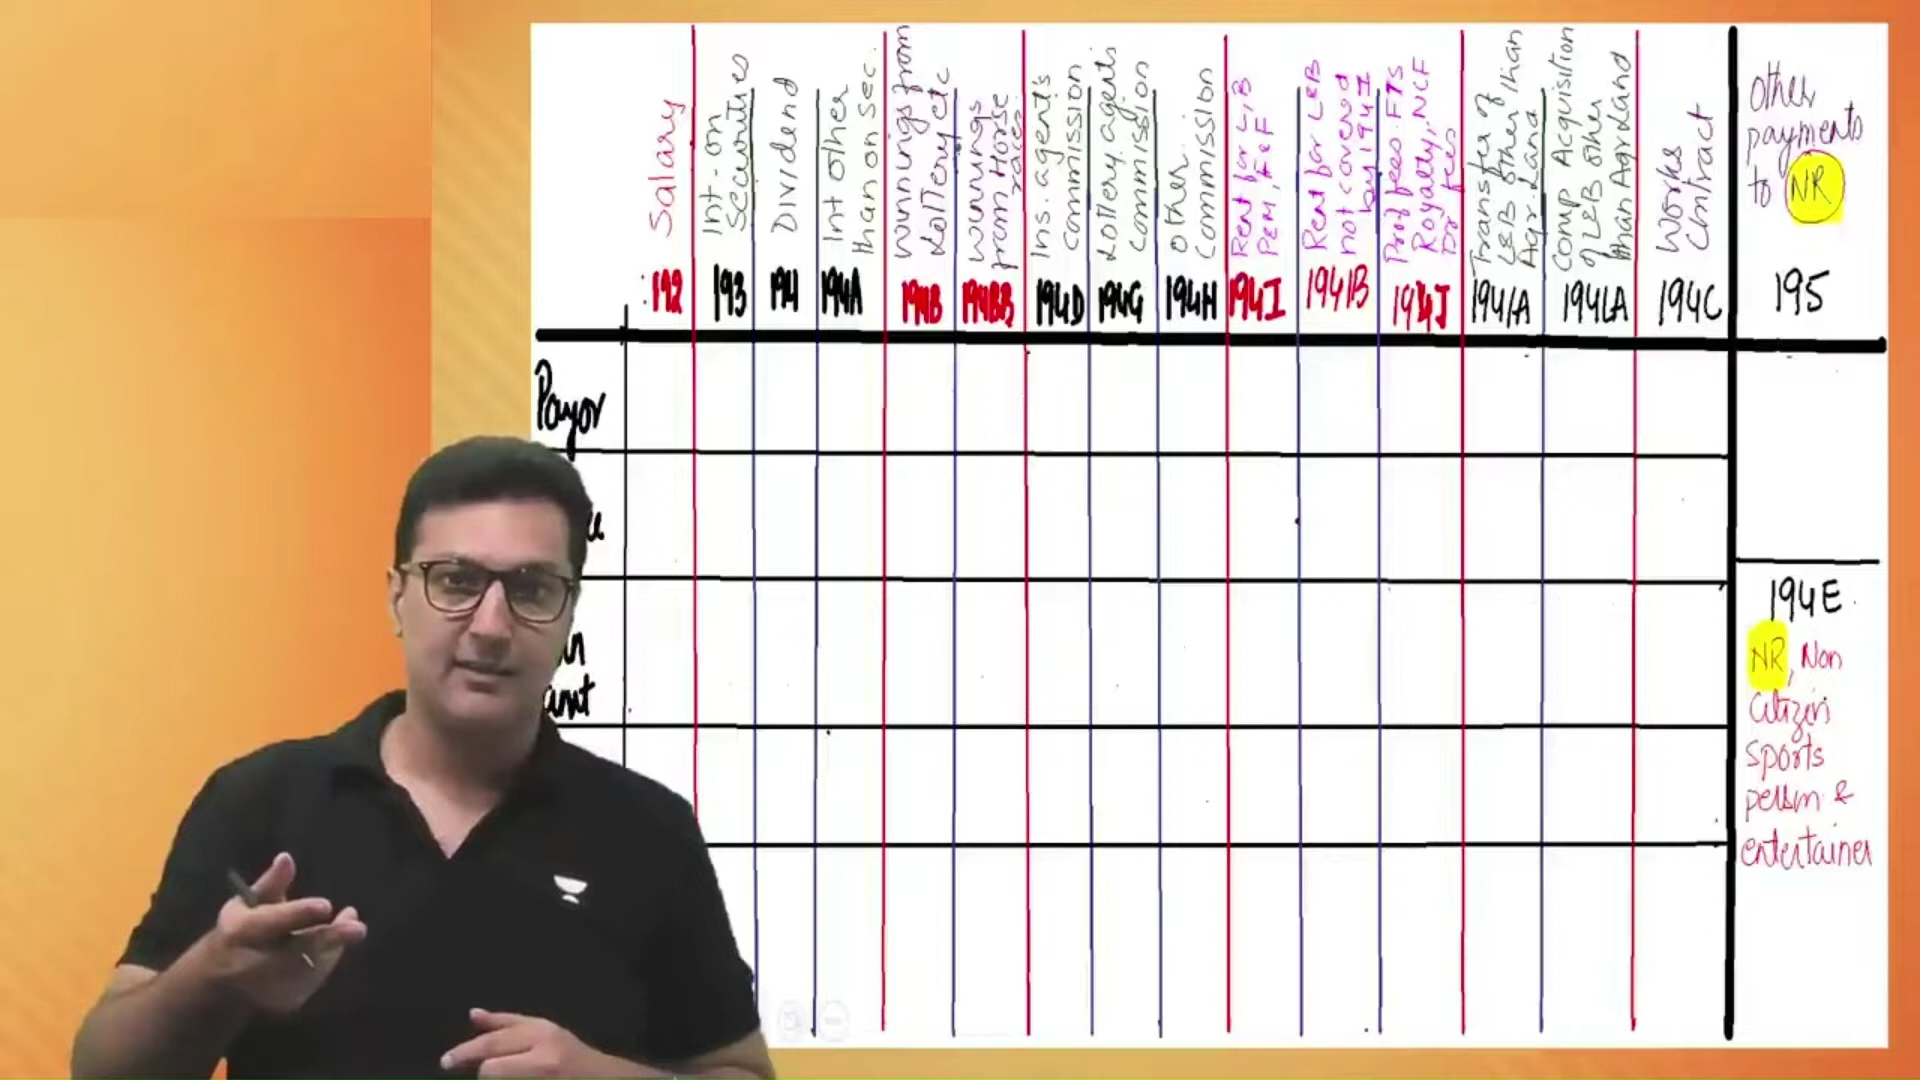 Salary
Int. on
Securities
Dividend
Int other
than on sec.
Winnings from
Lottery etc
Winnings
from Horse
races
Ins. agent's
commission
Lottery agent's
commission
Other
Commission
Rent for L,B
P&M, F&F
Rent for L&B
not covered
by 194I
Prof fees FTS
Royalty, NCF
Dr fees
Transfer of
L&B other than
Agr. Land
Comp Acquisition
of L&B other
than Agr Land
Works
Contract
Other
payments
to NR
192
193
194
194A
194B
194BB
194D
194G
194H
194I
194IB
194J
194IA
194LA
194C
195
Payor
194E
NR, Non
Citizen
sports
person &
entertainer